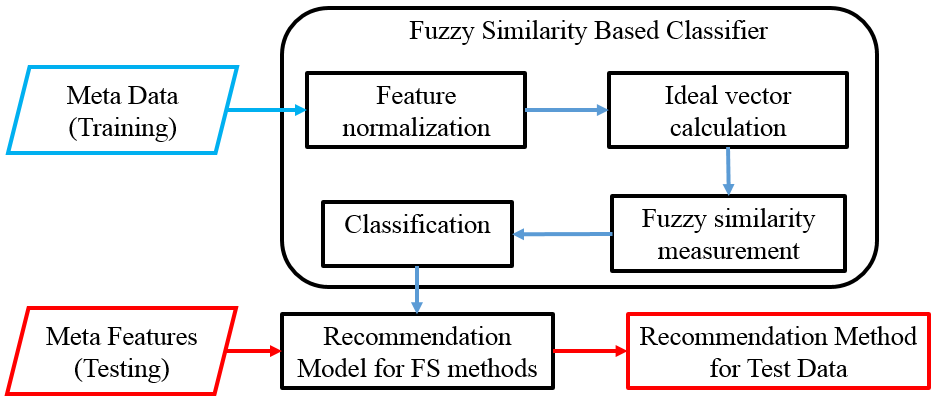 Fuzzy Similarity Based Classifier
Meta Data
(Training)
Feature
normalization
Ideal vector
calculation
Classification
Fuzzy similarity
measurement
Meta Features
(Testing)
Recommendation
Model for FS methods
Recommendation Method
for Test Data